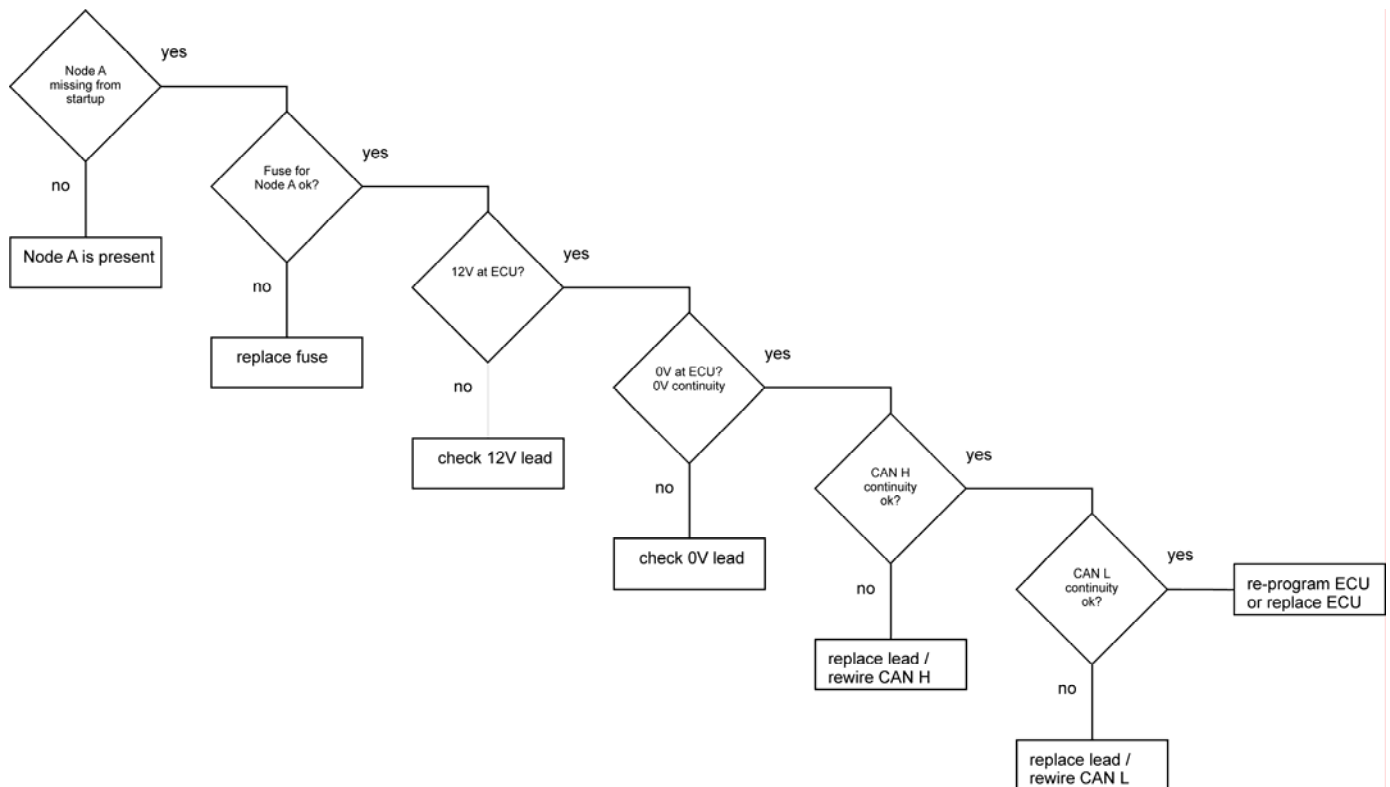 yes
Node A
missing from
startup
no
Node A is present
yes
Fuse for
Node A ok?
no
replace fuse
yes
12V at ECU?
no
check 12V lead
yes
0V at ECU?
0V continuity
no
check 0V lead
yes
CAN H
continuity
ok?
no
replace lead /
rewire CAN H
yes
CAN L
continuity
ok?
no
replace lead /
rewire CAN L
re-program ECU
or replace ECU